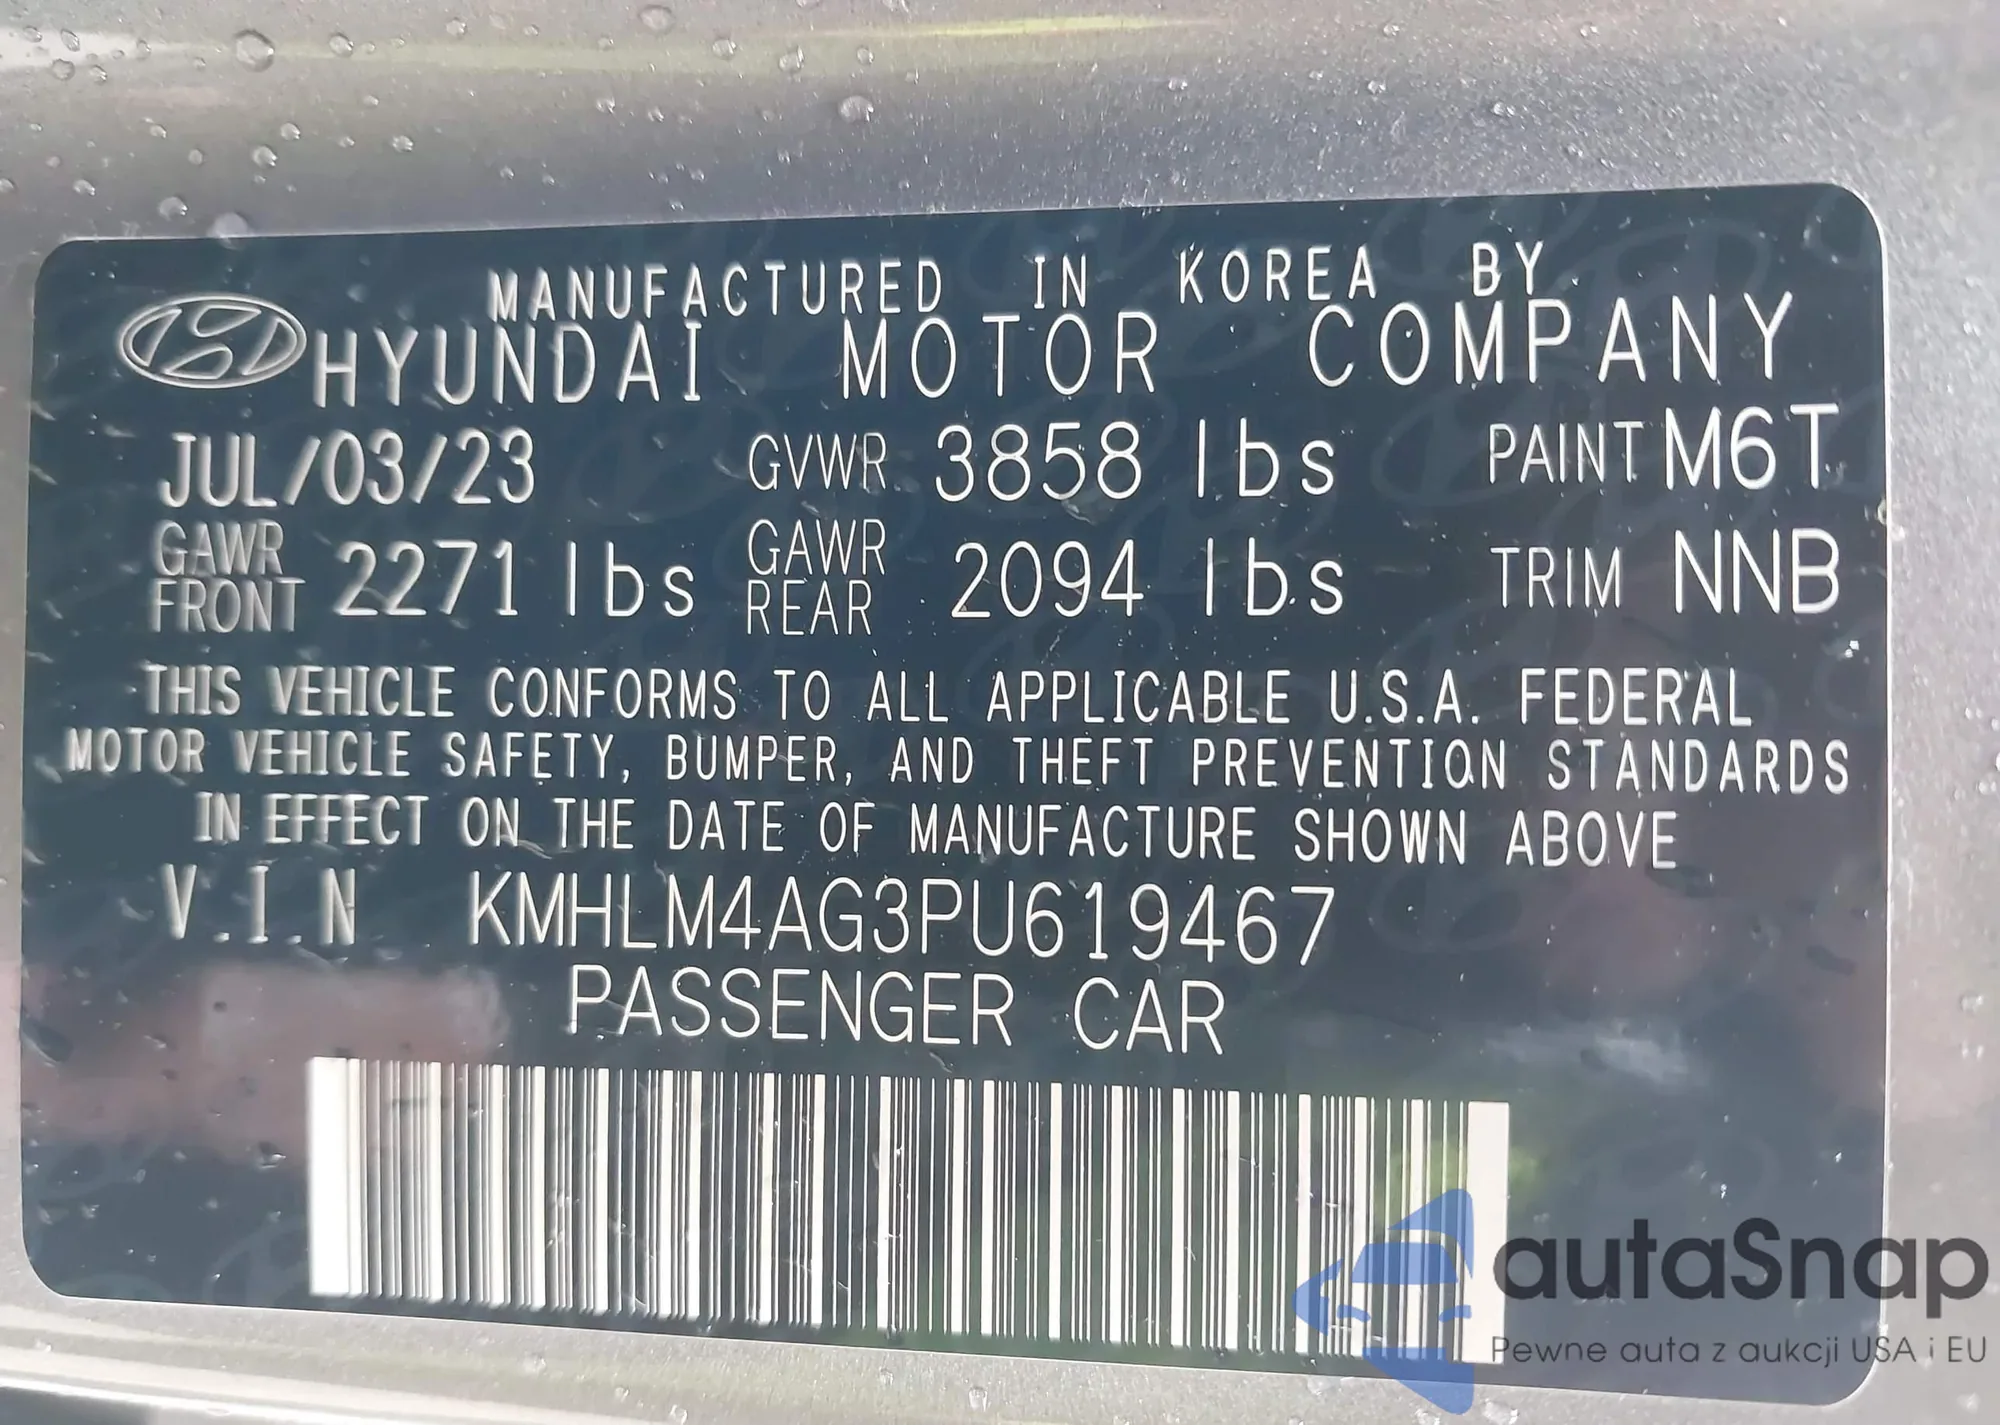 MANUFACTURED IN KOREA BY
HYUNDAI MOTOR COMPANY
JUL/03/23 GVWR 3858 lbs PAINT M6T
GAWR FRONT 2271 lbs GAWR REAR 2094 lbs TRIM NNB
THIS VEHICLE CONFORMS TO ALL APPLICABLE U.S.A. FEDERAL
MOTOR VEHICLE SAFETY, BUMPER, AND THEFT PREVENTION STANDARDS
IN EFFECT ON THE DATE OF MANUFACTURE SHOWN ABOVE
V.I.N KMHLM4AG3PU619467
PASSENGER CAR
autaSnap
Pewne auta z aukcji USA i EU